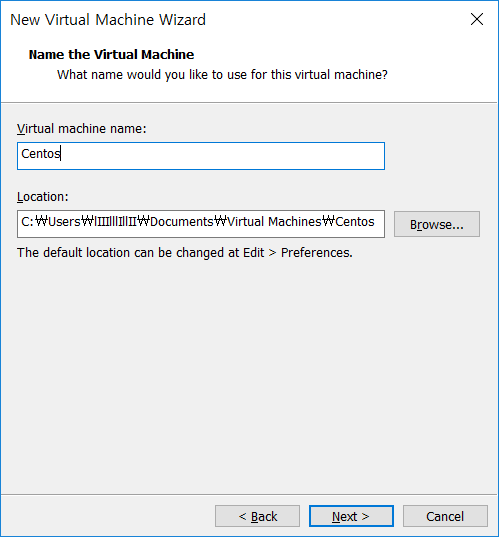 New Virtual Machine Wizard
Name the Virtual Machine
What name would you like to use for this virtual machine?
Virtual machine name:
Centos
Location:
C:₩Users₩lIIIllIlII₩Documents₩Virtual Machines₩Centos
Browse...
The default location can be changed at Edit > Preferences.
< Back
Next >
Cancel